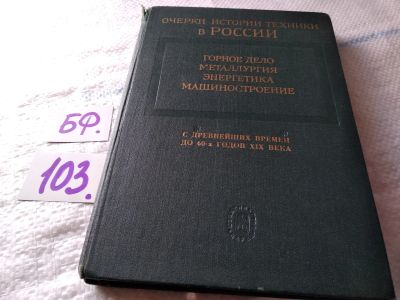 ОЧЕРКИ ИСТОРИИ ТЕХНИКИ
в РОССИИ
ГОРНОЕ ДЕЛО
МЕТАЛЛУРГИЯ
ЭНЕРГЕТИКА
МАШИНОСТРОЕНИЕ
С ДРЕВНЕЙШИХ ВРЕМЕН
ДО 60-х ГОДОВ XIX ВЕКА
БФ.
103.